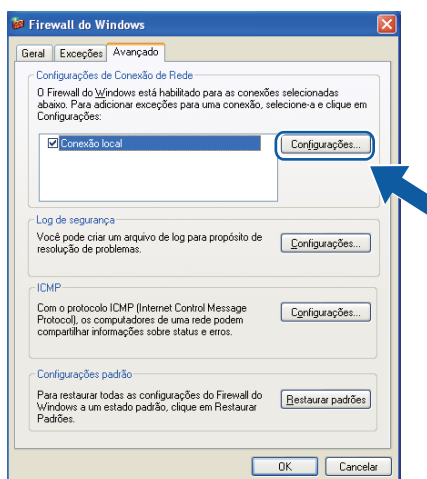 Firewall do Windows
Geral Exceções Avançado
Configurações de Conexão de Rede
O Firewall do Windows está habilitado para as conexões selecionadas
abaixo. Para adicionar exceções para uma conexão, selecione-a e clique em
Configurações:
Conexão local
Configurações...
Log de segurança
Você pode criar um arquivo de log para propósito de
resolução de problemas.
Configurações...
ICMP
Com o protocolo ICMP (Internet Control Message
Protocol), os computadores de uma rede podem
compartilhar informações sobre status e erros.
Configurações...
Configurações padrão
Para restaurar todas as configurações do Firewall do
Windows a um estado padrão, clique em Restaurar
Padrões.
Restaurar padrões
OK Cancelar